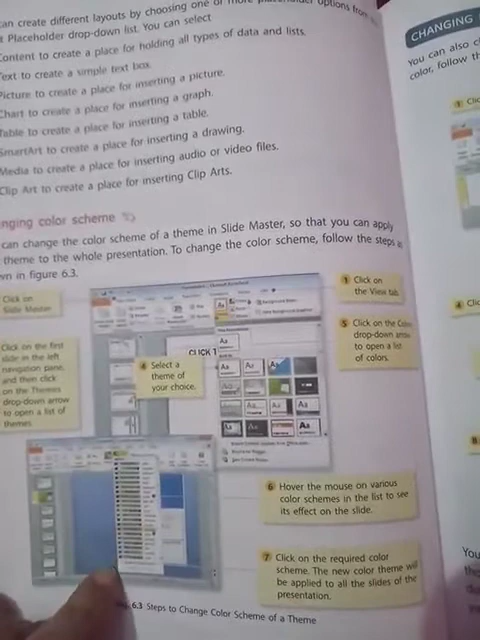 can create different layouts by choosing one or more
Placeholder drop-down list. You can select
Content to create a place for holding all types of data and lists.
Text to create a simple text box.
Picture to create a place for inserting a picture.
Chart to create a place for inserting a graph.
Table to create a place for inserting a table.
SmartArt to create a place for inserting a drawing.
Media to create a place for inserting audio or video files.
Clip Art to create a place for inserting Clip Arts.
nging color scheme
can change the color scheme of a theme in Slide Master, so that you can apply
theme to the whole presentation. To change the color scheme, follow the steps as
wn in figure 6.3.
Click on
Slide Master
1 Click on
the View tab.
Click on the first
slide in the left
navigation pane,
and then click
on the Themes
drop-down arrow
to open a list of
themes
CLICK T
4 Select a
theme of
your choice.
5 Click on the Colors
drop-down arrow
to open a list
of colors.
6 Hover the mouse on various
color schemes in the list to see
its effect on the slide.
7 Click on the required color
scheme. The new color theme will
be applied to all the slides of the
presentation.
6.3 Steps to Change Color Scheme of a Theme
CHANGING
You can also
color, follow th
1 Clic
4 Clic
8
You
the